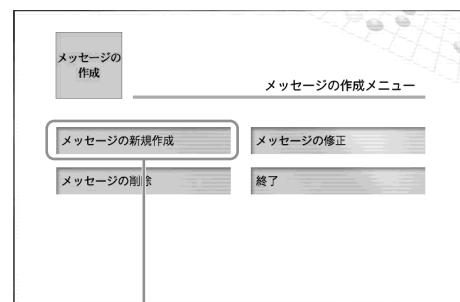 メッセージの
作成
メッセージの作成メニュー
メッセージの新規作成
メッセージの修正
メッセージの削除
終了